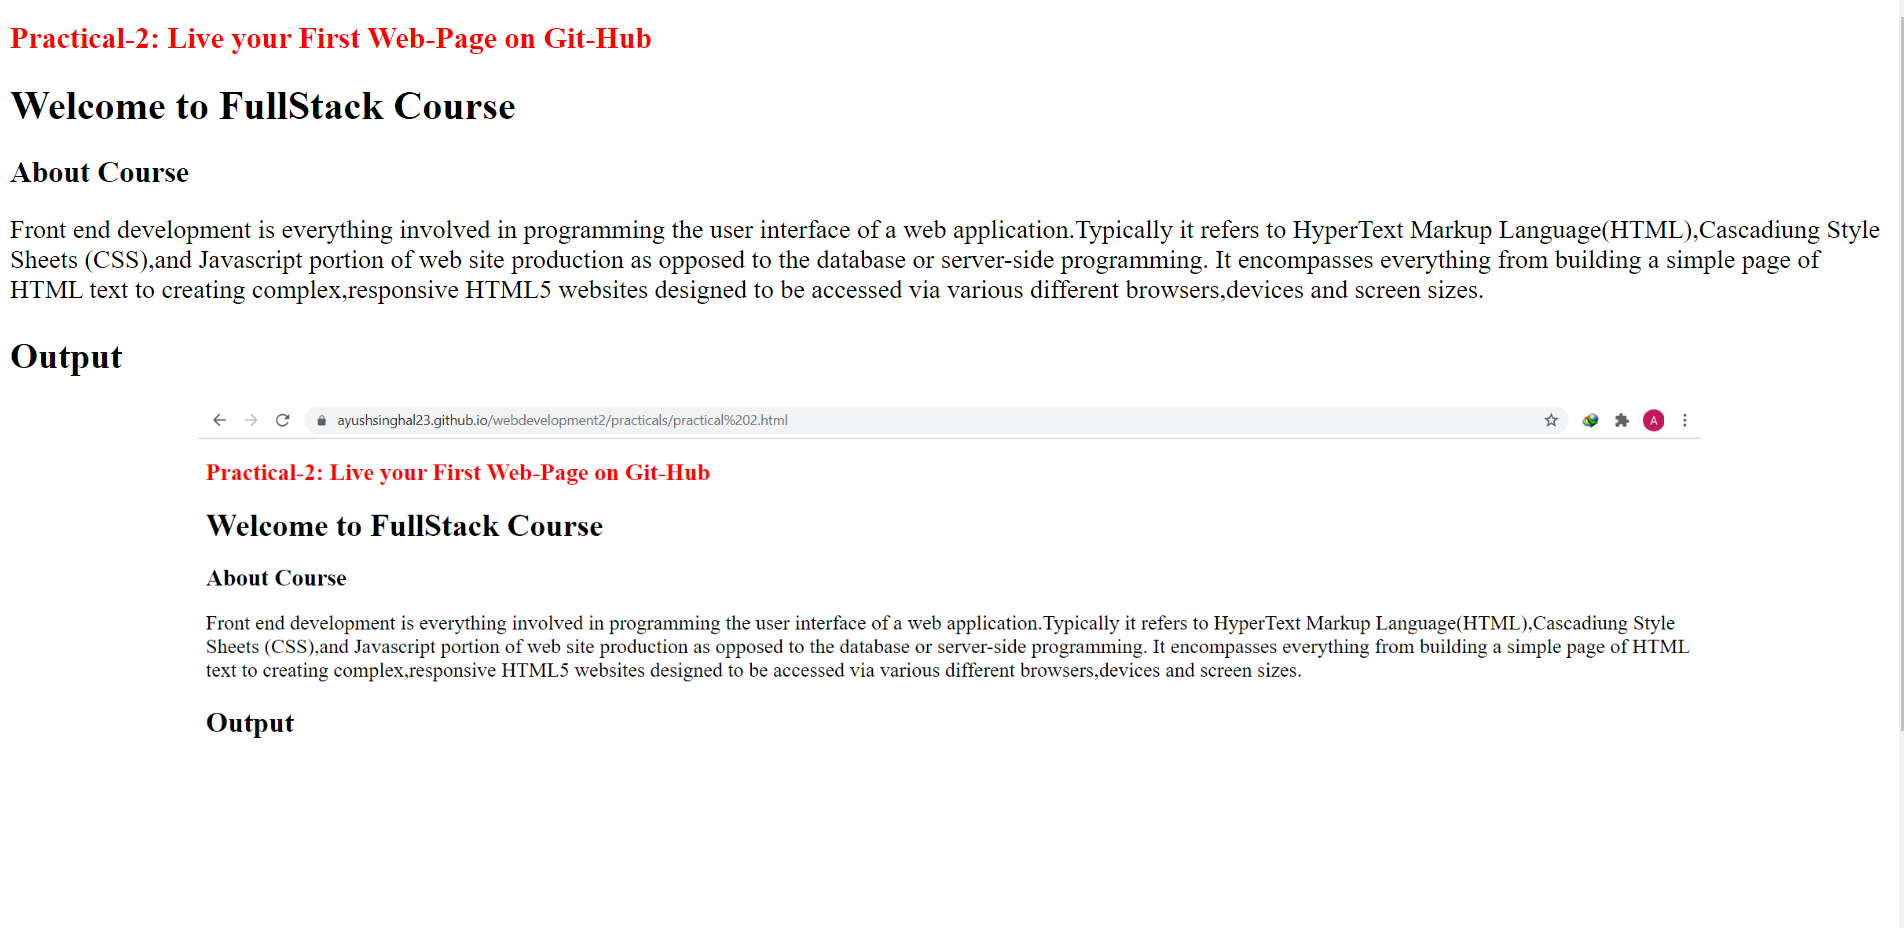 Practical-2: Live your First Web-Page on Git-Hub
Welcome to FullStack Course
About Course
Front end development is everything involved in programming the user interface of a web application.Typically it refers to HyperText Markup Language(HTML),Cascadiung Style
Sheets (CSS),and Javascript portion of web site production as opposed to the database or server-side programming. It encompasses everything from building a simple page of
HTML text to creating complex,responsive HTML5 websites designed to be accessed via various different browsers,devices and screen sizes.
Output
ayushsinghal23.github.io/webdevelopment2/practicals/practical%202.html
A
Practical-2: Live your First Web-Page on Git-Hub
Welcome to FullStack Course
About Course
Front end development is everything involved in programming the user interface of a web application.Typically it refers to HyperText Markup Language(HTML),Cascadiung Style
Sheets (CSS),and Javascript portion of web site production as opposed to the database or server-side programming. It encompasses everything from building a simple page of HTML
text to creating complex,responsive HTML5 websites designed to be accessed via various different browsers,devices and screen sizes.
Output